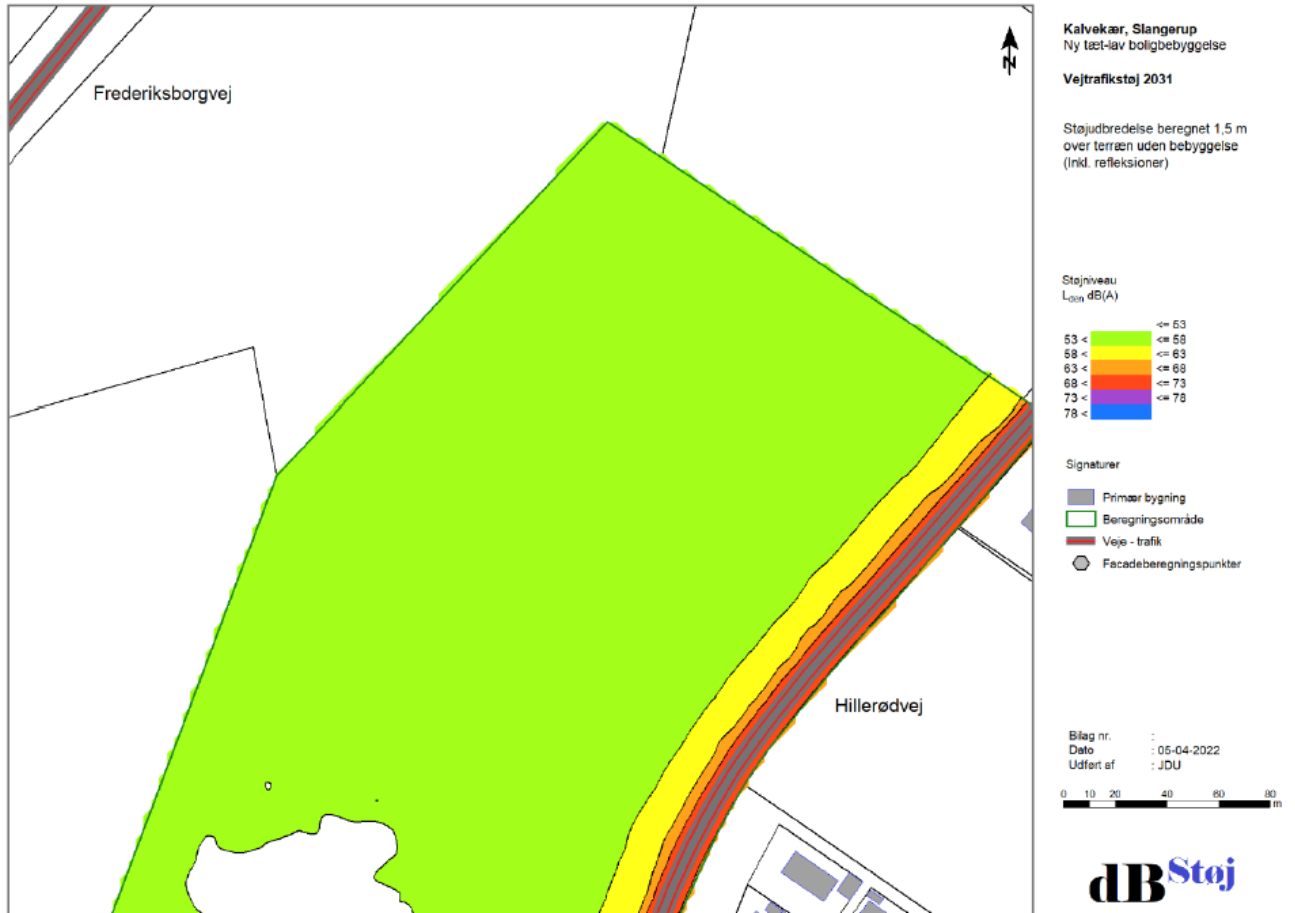 Frederiksborgvej
Hillerødvej
N
Kalvekær, Slangerup
Ny tæt-lav boligbebyggelse
Vejtrafikstøj 2031
Støjudbredelse beregnet 1,5 m
over terræn uden bebyggelse
(Inkl. refleksioner)
Støjniveau
Lden dB(A)
<= 53
53 < <= 58
58 < <= 63
63 < <= 68
68 < <= 73
73 < <= 78
78 <
Signaturer
Primær bygning
Beregningsområde
Veje - trafik
Facadeberegningspunkter
Bilag nr. :
Dato : 05-04-2022
Udført af : JDU
0 10 20 40 60 80
m
dB Støj